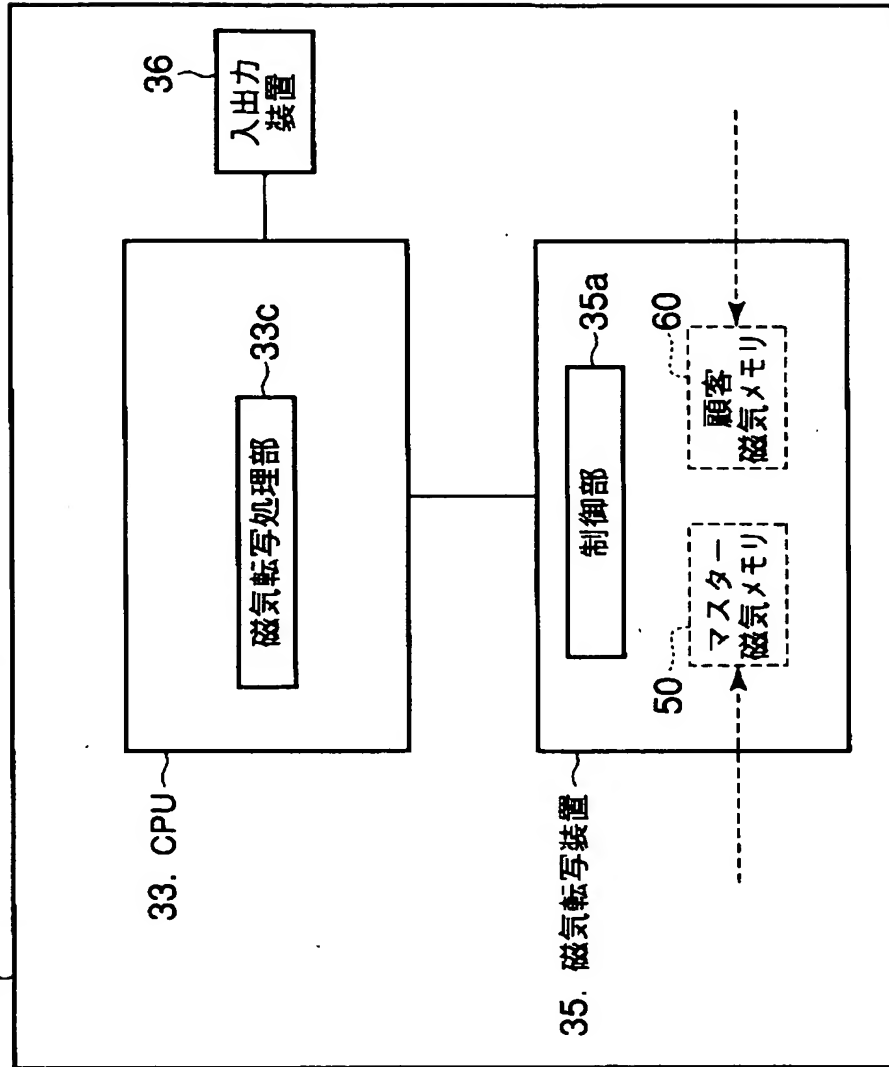 33. CPU
磁気転写処理部
33c
入出力
装置
36
35. 磁気転写装置
制御部
35a
50
マスター
磁気メモリ
60
顧客
磁気メモリ